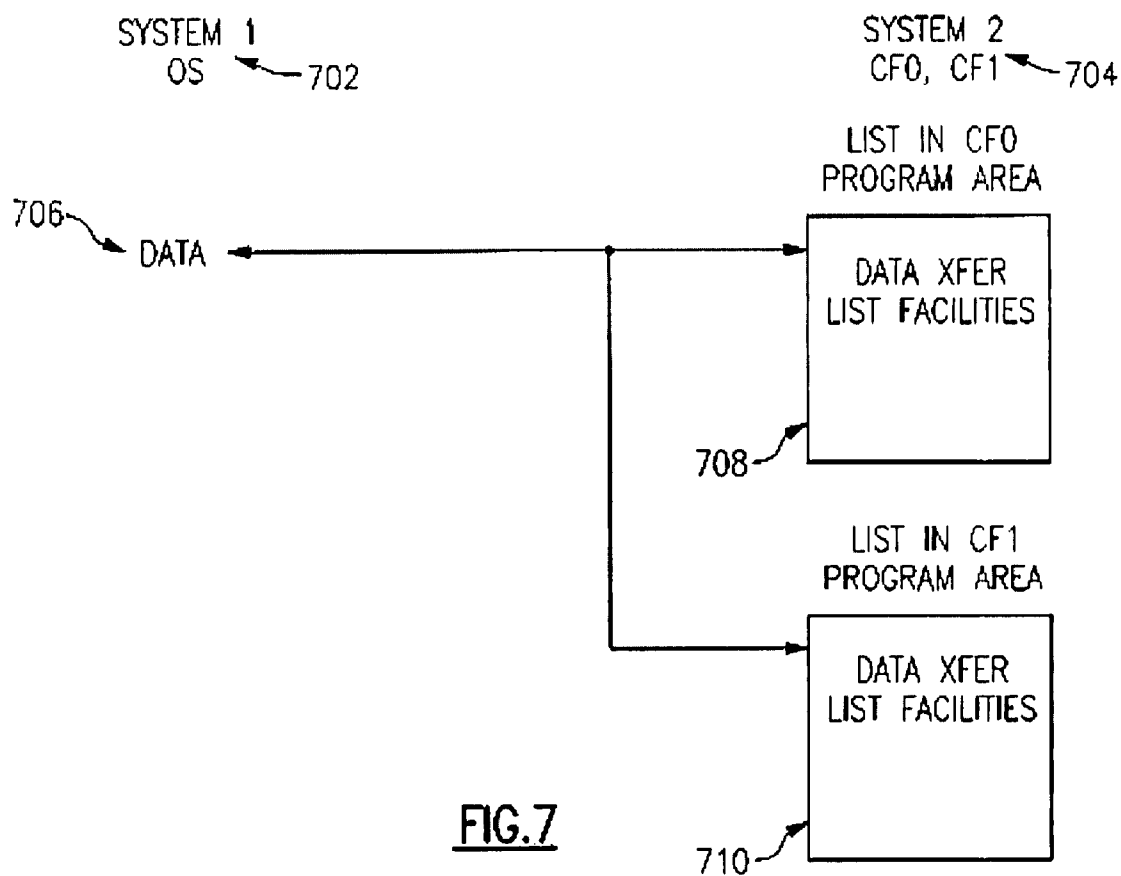 SYSTEM 1
OS
702
SYSTEM 2
CF0, CF1
704
LIST IN CF0
PROGRAM AREA
706
DATA
DATA XFER
LIST FACILITIES
708
LIST IN CF1
PROGRAM AREA
DATA XFER
LIST FACILITIES
710
FIG.7